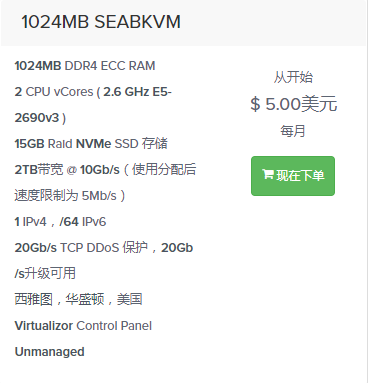 1024MB SEABKVM
1024MB DDR4 ECC RAM
2 CPU vCores ( 2.6 GHz E5-
2690v3 )
15GB Raid NVMe SSD 存储
2TB带宽 @ 10Gb/s（使用分配后
速度限制为 5Mb/s）
1 IPv4，/64 IPv6
20Gb/s TCP DDoS 保护，20Gb
/s升级可用
西雅图，华盛顿，美国
Virtualizor Control Panel
Unmanaged
从开始
$ 5.00美元
每月
现在下单